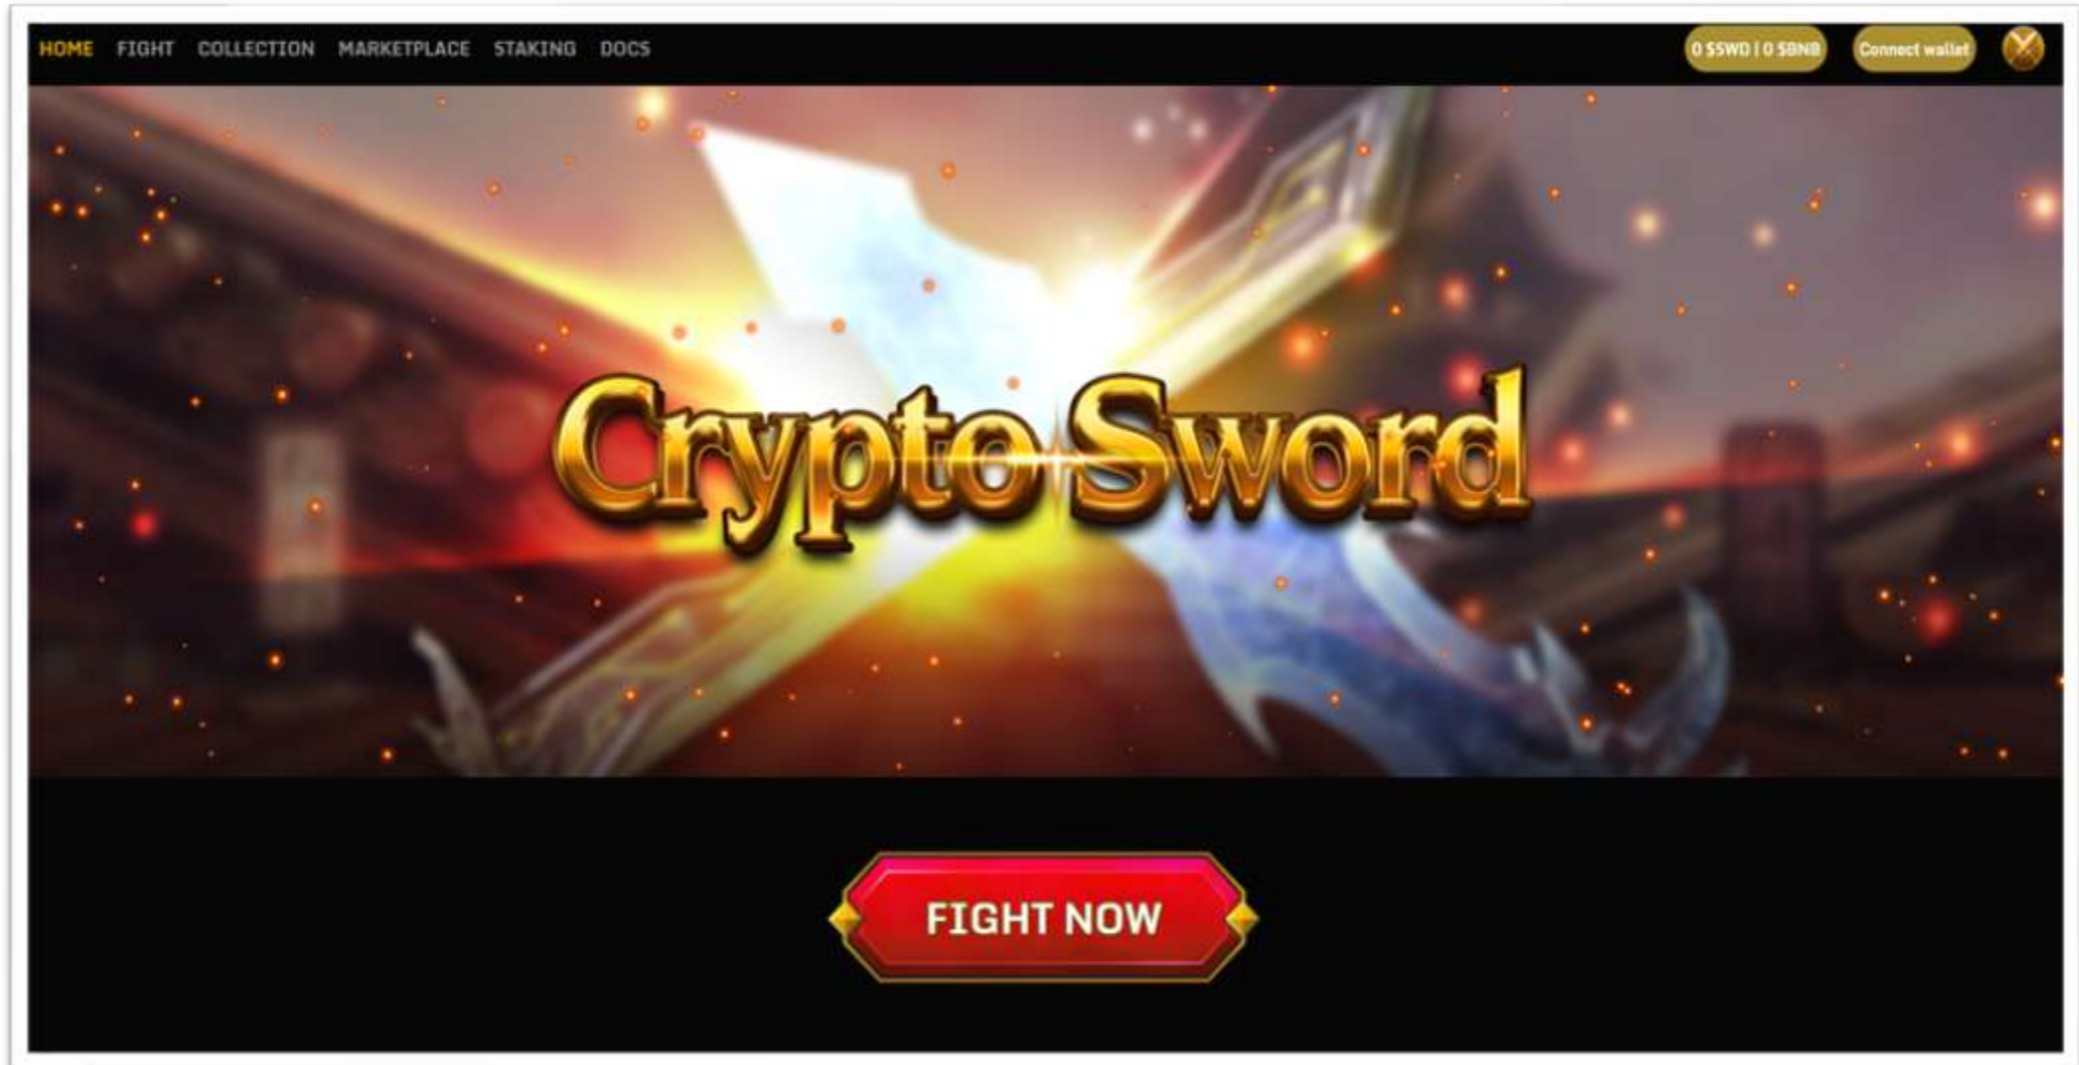 HOME FIGHT COLLECTION MARKETPLACE STAKING DOCS 0 $SWD | 0 $BNB Connect wallet
Crypto Sword
FIGHT NOW